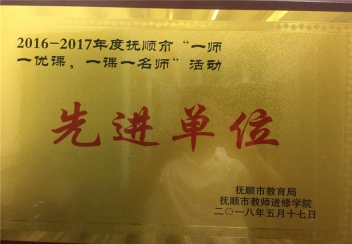 2016-2017年度抚顺市“一师
一优课，一课一名师”活动
先进单位
抚顺市教育局
抚顺市教师进修学院
二〇一八年五月十七日